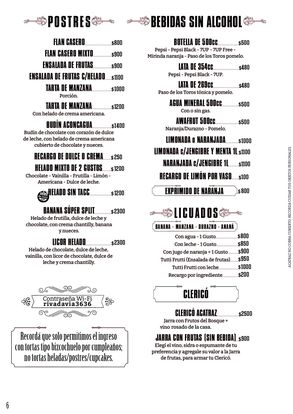 POSTRES
FLAN CASERO $800
FLAN CASERO MIXTO $900
ENSALADA DE FRUTAS $900
ENSALADA DE FRUTAS C/HELADO $1100
TARTA DE MANZANA $1000
Porción.
TARTA DE MANZANA $1200
Con helado de crema americana.
BUDÍN ACONCAGUA $1400
Budín de chocolate con corazón de dulce
de leche, con helado de crema americana
cubierto de chocolate y nueces.
RECARGO DE DULCE O CREMA $250
HELADO MIXTO DE 2 GUSTOS $1200
Chocolate - Vainilla - Frutilla - Limón -
Americana - Dulce de leche.
HELADO SIN TACC $1200
BANANA SÚPER SPLIT $2300
Helado de frutilla, dulce de leche y
chocolate, con crema chantilly, banana
y nueces.
LICOR HELADO $2300
Helado de chocolate, dulce de leche,
vainilla, con licor de chocolate, dulce de
leche y crema chantilly.
Contraseña Wi-Fi
rivadavia3636
Recordá que solo permitimos el ingreso
con tortas tipo bizcochuelo por cumpleaños;
no tortas heladas/postres/cupcakes.
6
BEBIDAS SIN ALCOHOL
BOTELLA DE 500cc $500
Pepsi - Pepsi Black - 7UP - 7UP Free -
Mirinda naranja - Paso de los Toros pomelo.
LATA DE 354cc $480
Pepsi - Pepsi Black - 7UP.
LATA DE 269cc $480
Paso de los Toros tónica y pomelo.
AGUA MINERAL 500cc $500
Con o sin gas.
AWAFRUT 500cc $500
Naranja/Durazno - Pomelo.
LIMONADA o NARANJADA $1000
LIMONADA c/JENGIBRE Y MENTA 1L $1100
NARANJADA c/JENGIBRE 1L $1100
RECARGO DE LIMÓN POR VASO $100
EXPRIMIDO DE NARANJA $800
LICUADOS
BANANA - MANZANA - DURAZNO - ANANÁ
Con agua - 1 Gusto $800
Con leche - 1 Gusto $850
Con jugo de naranja + 1 Gusto $900
Tutti Frutti (Ensalada de frutas) $950
Tutti Frutti con leche $1000
Recargo por ingrediente $200
CLERICÓ
CLERICÓ ACATRAZ $2500
Jarra con Frutos del Bosque +
vino rosado de la casa.
JARRA CON FRUTAS (SIN BEBIDA) $900
Elegí el vino, sidra o espumante de tu
preferencia y agregale su valor a la Jarra
de frutas, para armar tu Clericó.